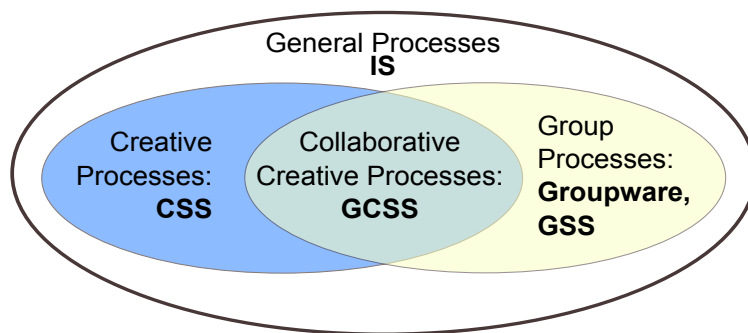 General Processes
IS
Creative
Processes:
CSS
Collaborative
Creative Processes:
GCSS
Group
Processes:
Groupware,
GSS